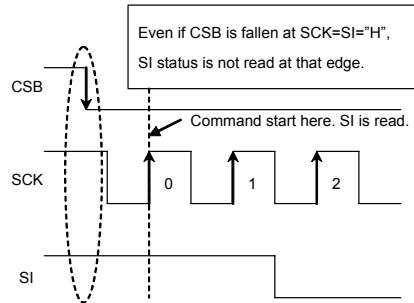 Even if CSB is fallen at SCK=SI=”H”,
SI status is not read at that edge.
CSB
Command start here. SI is read.
SCK
0
1
2
SI